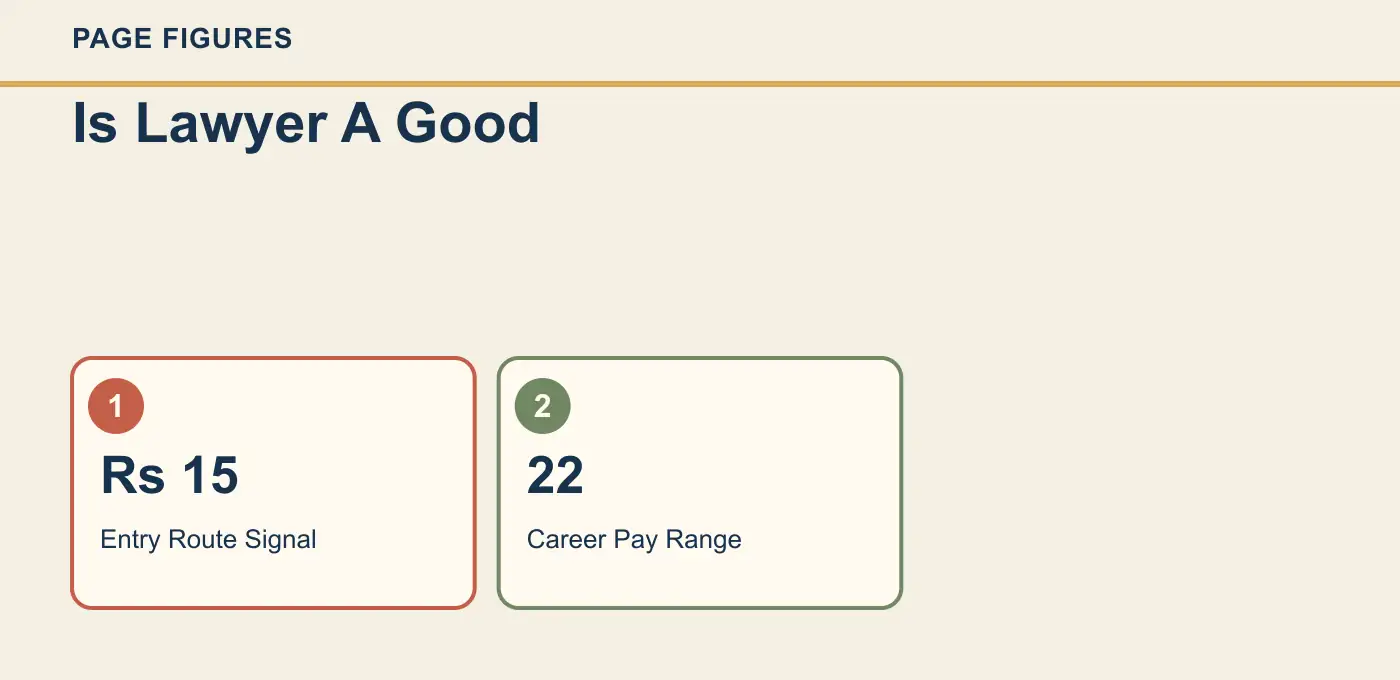 PAGE FIGURES
Is Lawyer A Good
1
Rs 15
Entry Route Signal
2
22
Career Pay Range